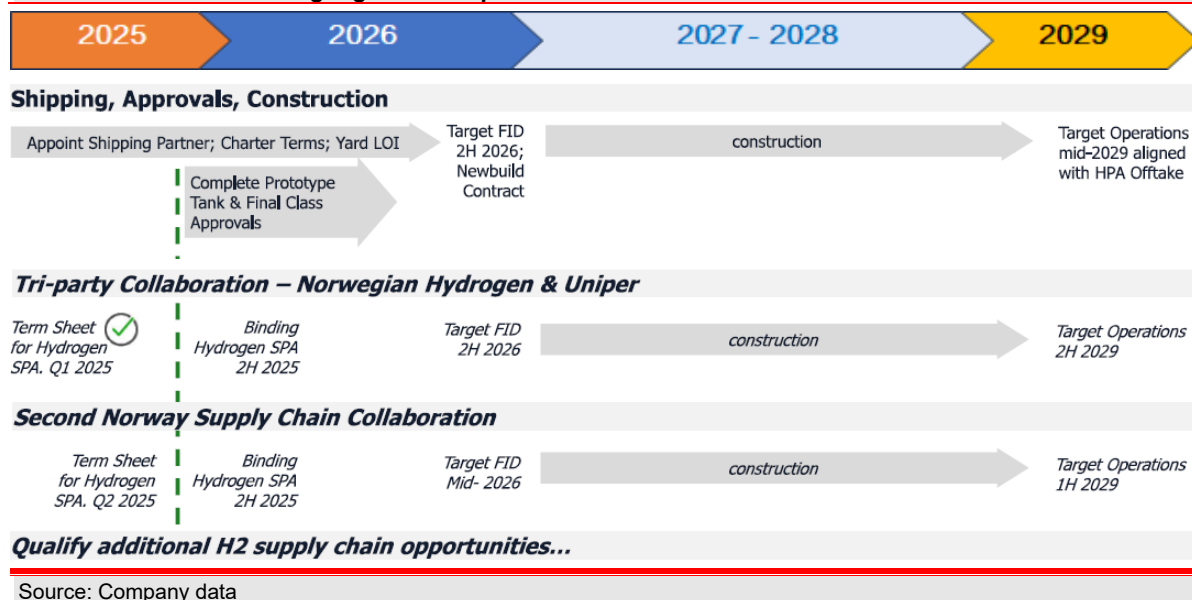 2025
2026
2027 - 2028
2029
Shipping, Approvals, Construction
Appoint Shipping Partner; Charter Terms; Yard LOI
Target FID
2H 2026;
Newbuild
Contract
construction
Target Operations
mid-2029 aligned
with HPA Offtake
Complete Prototype
Tank & Final Class
Approvals
Tri-party Collaboration – Norwegian Hydrogen & Uniper
Term Sheet
for Hydrogen
SPA. Q1 2025
Binding
Hydrogen SPA
2H 2025
Target FID
2H 2026
construction
Target Operations
2H 2029
Second Norway Supply Chain Collaboration
Term Sheet
for Hydrogen
SPA. Q2 2025
Binding
Hydrogen SPA
2H 2025
Target FID
Mid- 2026
construction
Target Operations
1H 2029
Qualify additional H2 supply chain opportunities...
Source: Company data